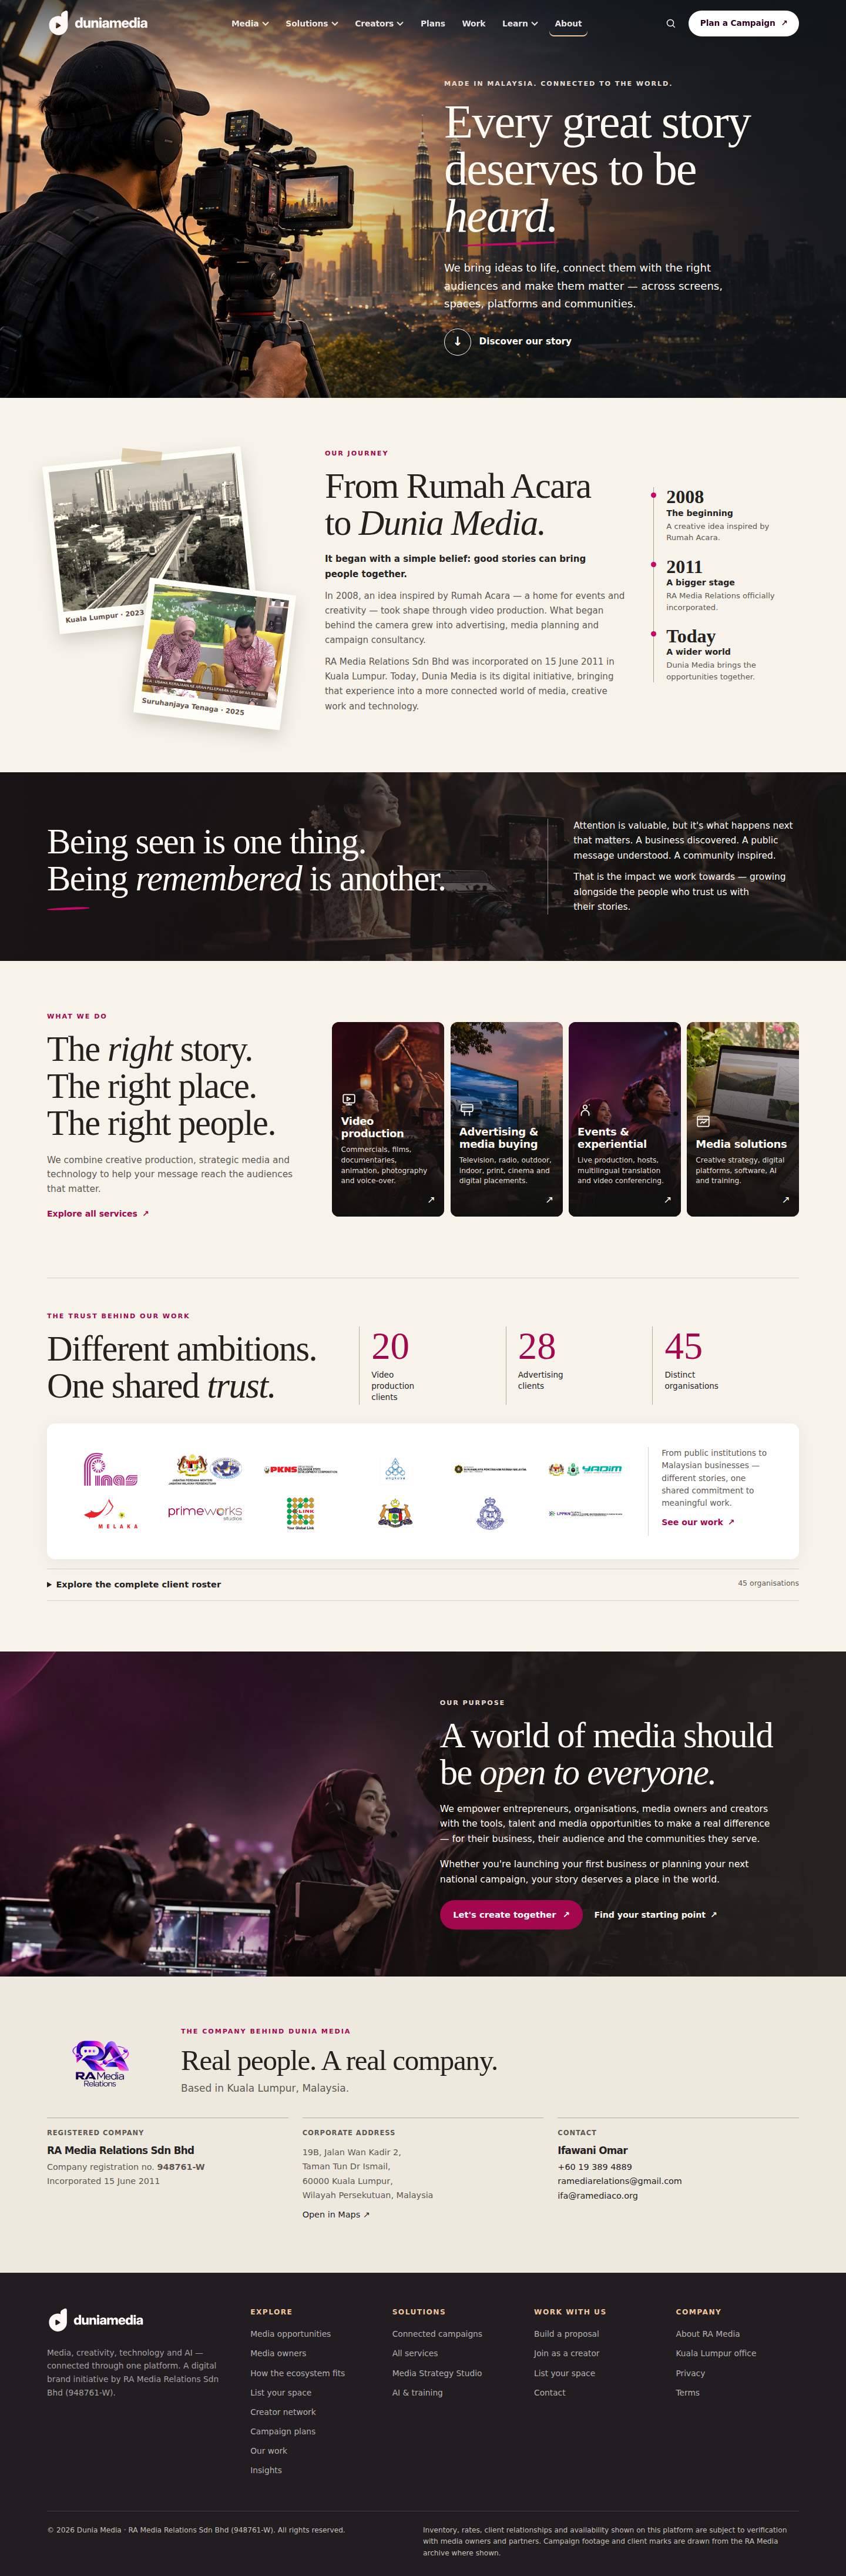 duniamedia
Media
Solutions
Creators
Plans
Work
Learn
About
Plan a Campaign ↗
MADE IN MALAYSIA. CONNECTED TO THE WORLD.
Every great story
deserves to be
heard.
We bring ideas to life, connect them with the right
audiences and make them matter — across screens,
spaces, platforms and communities.
↓ Discover our story
Kuala Lumpur · 2023
Suruhanjaya Tenaga · 2025
OUR JOURNEY
From Rumah Acara
to Dunia Media.
It began with a simple belief: good stories can bring
people together.
In 2008, an idea inspired by Rumah Acara — a home for events and
creativity — took shape through video production. What began
behind the camera grew into advertising, media planning and
campaign consultancy.
RA Media Relations Sdn Bhd was incorporated on 15 June 2011 in
Kuala Lumpur. Today, Dunia Media is its digital initiative, bringing
that experience into a more connected world of media, creative
work and technology.
2008
The beginning
A creative idea inspired by
Rumah Acara.
2011
A bigger stage
RA Media Relations officially
incorporated.
Today
A wider world
Dunia Media brings the
opportunities together.
Being seen is one thing.
Being remembered is another.
Attention is valuable, but it's what happens next
that matters. A business discovered. A public
message understood. A community inspired.
That is the impact we work towards — growing
alongside the people who trust us with
their stories.
WHAT WE DO
The right story.
The right place.
The right people.
We combine creative production, strategic media and
technology to help your message reach the audiences
that matter.
Explore all services ↗
Video
production
Commercials, films,
documentaries,
animation, photography
and voice-over.
↗
Advertising &
media buying
Television, radio, outdoor,
indoor, print, cinema and
digital placements.
↗
Events &
experiential
Live production, hosts,
multilingual translation
and video conferencing.
↗
Media solutions
Creative strategy, digital
platforms, software, AI
and training.
↗
THE TRUST BEHIND OUR WORK
Different ambitions.
One shared trust.
20
Video
production
clients
28
Advertising
clients
45
Distinct
organisations
Finas
PKNS
YADIM
MELAKA
primeworks
studios
LINK
Your Global Link
From public institutions to
Malaysian businesses —
different stories, one
shared commitment to
meaningful work.
See our work ↗
▶ Explore the complete client roster
45 organisations
OUR PURPOSE
A world of media should
be open to everyone.
We empower entrepreneurs, organisations, media owners and creators
with the tools, talent and media opportunities to make a real difference
— for their business, their audience and the communities they serve.
Whether you're launching your first business or planning your next
national campaign, your story deserves a place in the world.
Let's create together ↗
Find your starting point ↗
RA Media
Relations
THE COMPANY BEHIND DUNIA MEDIA
Real people. A real company.
Based in Kuala Lumpur, Malaysia.
REGISTERED COMPANY
RA Media Relations Sdn Bhd
Company registration no. 948761-W
Incorporated 15 June 2011
CORPORATE ADDRESS
19B, Jalan Wan Kadir 2,
Taman Tun Dr Ismail,
60000 Kuala Lumpur,
Wilayah Persekutuan, Malaysia
Open in Maps ↗
CONTACT
Ifawani Omar
+60 19 389 4889
ramediarelations@gmail.com
ifa@ramediaco.org
duniamedia
Media, creativity, technology and AI —
connected through one platform. A digital
brand initiative by RA Media Relations Sdn
Bhd (948761-W).
EXPLORE
Media opportunities
Media owners
How the ecosystem fits
List your space
Creator network
Campaign plans
Our work
Insights
SOLUTIONS
Connected campaigns
All services
Media Strategy Studio
AI & training
WORK WITH US
Build a proposal
Join as a creator
List your space
Contact
COMPANY
About RA Media
Kuala Lumpur office
Privacy
Terms
© 2026 Dunia Media · RA Media Relations Sdn Bhd (948761-W). All rights reserved.
Inventory, rates, client relationships and availability shown on this platform are subject to verification
with media owners and partners. Campaign footage and client marks are drawn from the RA Media
archive where shown.